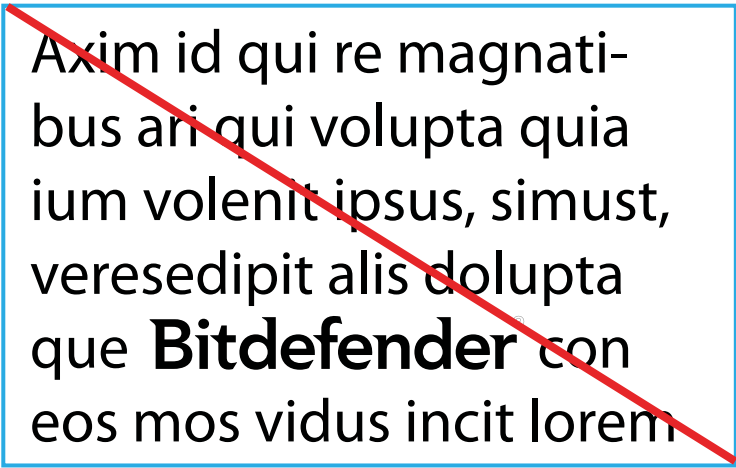 Axim id qui re magnati-
bus ari qui volupta quia
ium volenit ipsus, simust,
veresedipit alis dolupta
que Bitdefender® con
eos mos vidus incit lorem